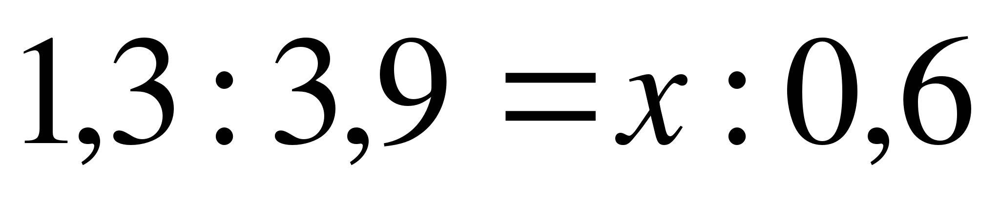 1,3 : 3,9 = x : 0,6